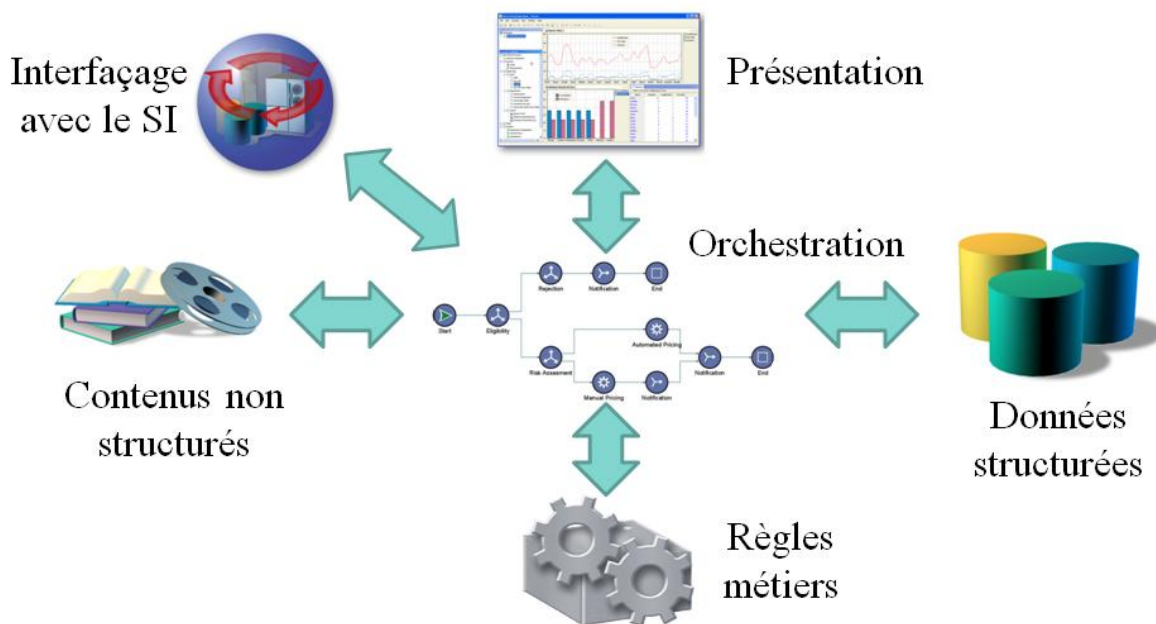 Interfaçage
avec le SI
Présentation
Orchestration
Rejection
Notification
End
Start
Eligibility
Automated Pricing
Risk Assesment
Notification
End
Manual Pricing
Notification
Contenus non
structurés
Données
structurées
Règles
métiers